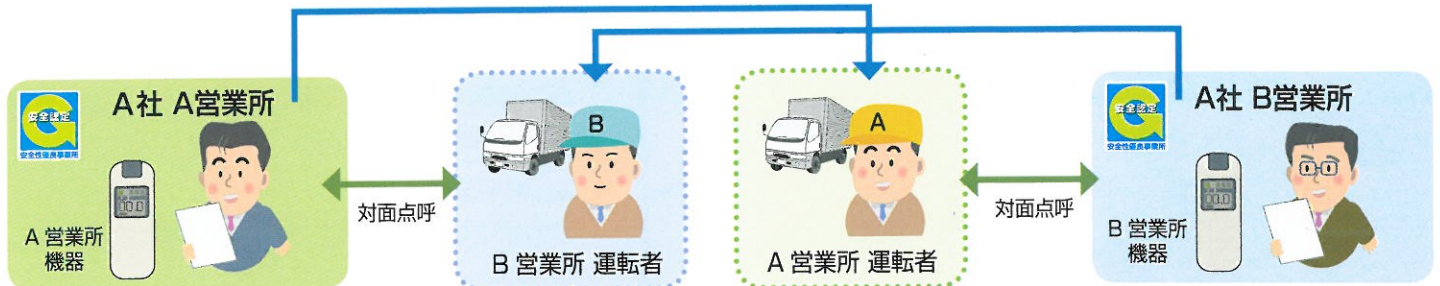 安全認定
安全性優良事業所
A社 A営業所
A 営業所
機器
対面点呼
B
B 営業所 運転者
A
A 営業所 運転者
対面点呼
安全認定
安全性優良事業所
A社 B営業所
B 営業所
機器